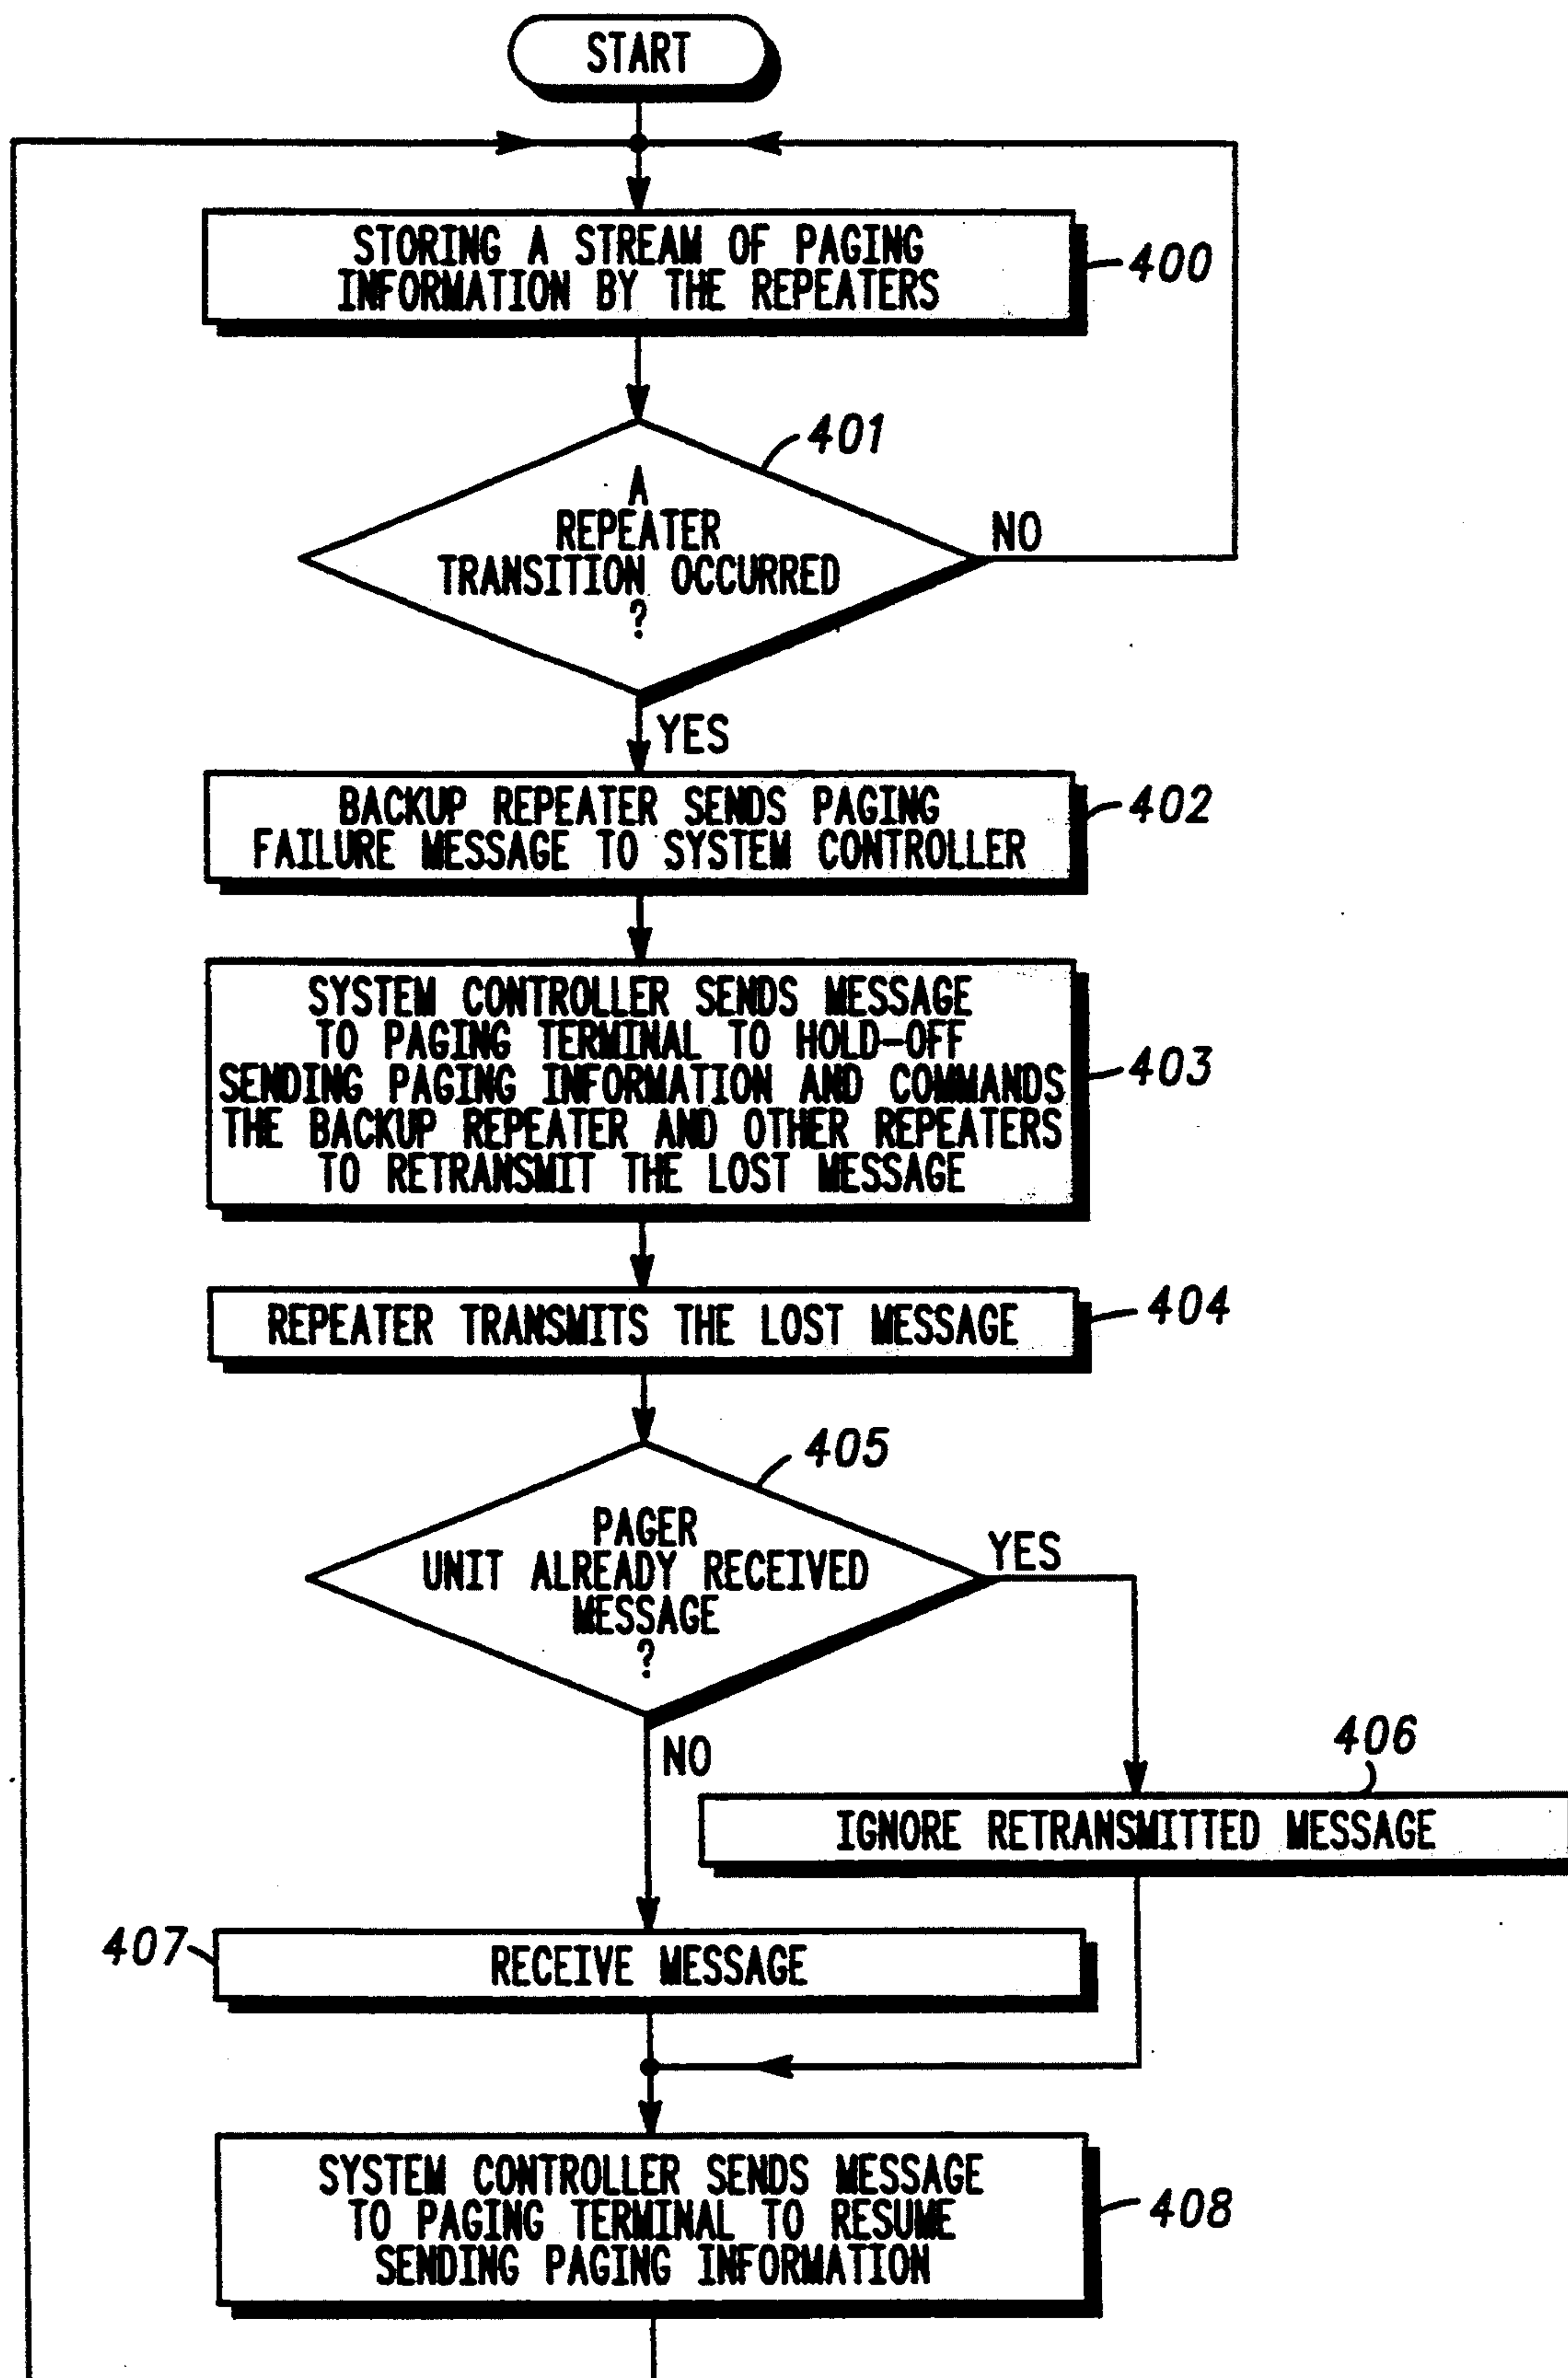 START
STORING A STREAM OF PAGING
INFORMATION BY THE REPEATERS
400
401
A
REPEATER
TRANSITION OCCURRED
?
NO
YES
BACKUP REPEATER SENDS PAGING
FAILURE MESSAGE TO SYSTEM CONTROLLER
402
SYSTEM CONTROLLER SENDS MESSAGE
TO PAGING TERMINAL TO HOLD-OFF
SENDING PAGING INFORMATION AND COMMANDS
THE BACKUP REPEATER AND OTHER REPEATERS
TO RETRANSMIT THE LOST MESSAGE
403
REPEATER TRANSMITS THE LOST MESSAGE
404
405
PAGER
UNIT ALREADY RECEIVED
MESSAGE
?
YES
NO
406
IGNORE RETRANSMITTED MESSAGE
407
RECEIVE MESSAGE
SYSTEM CONTROLLER SENDS MESSAGE
TO PAGING TERMINAL TO RESUME
SENDING PAGING INFORMATION
408